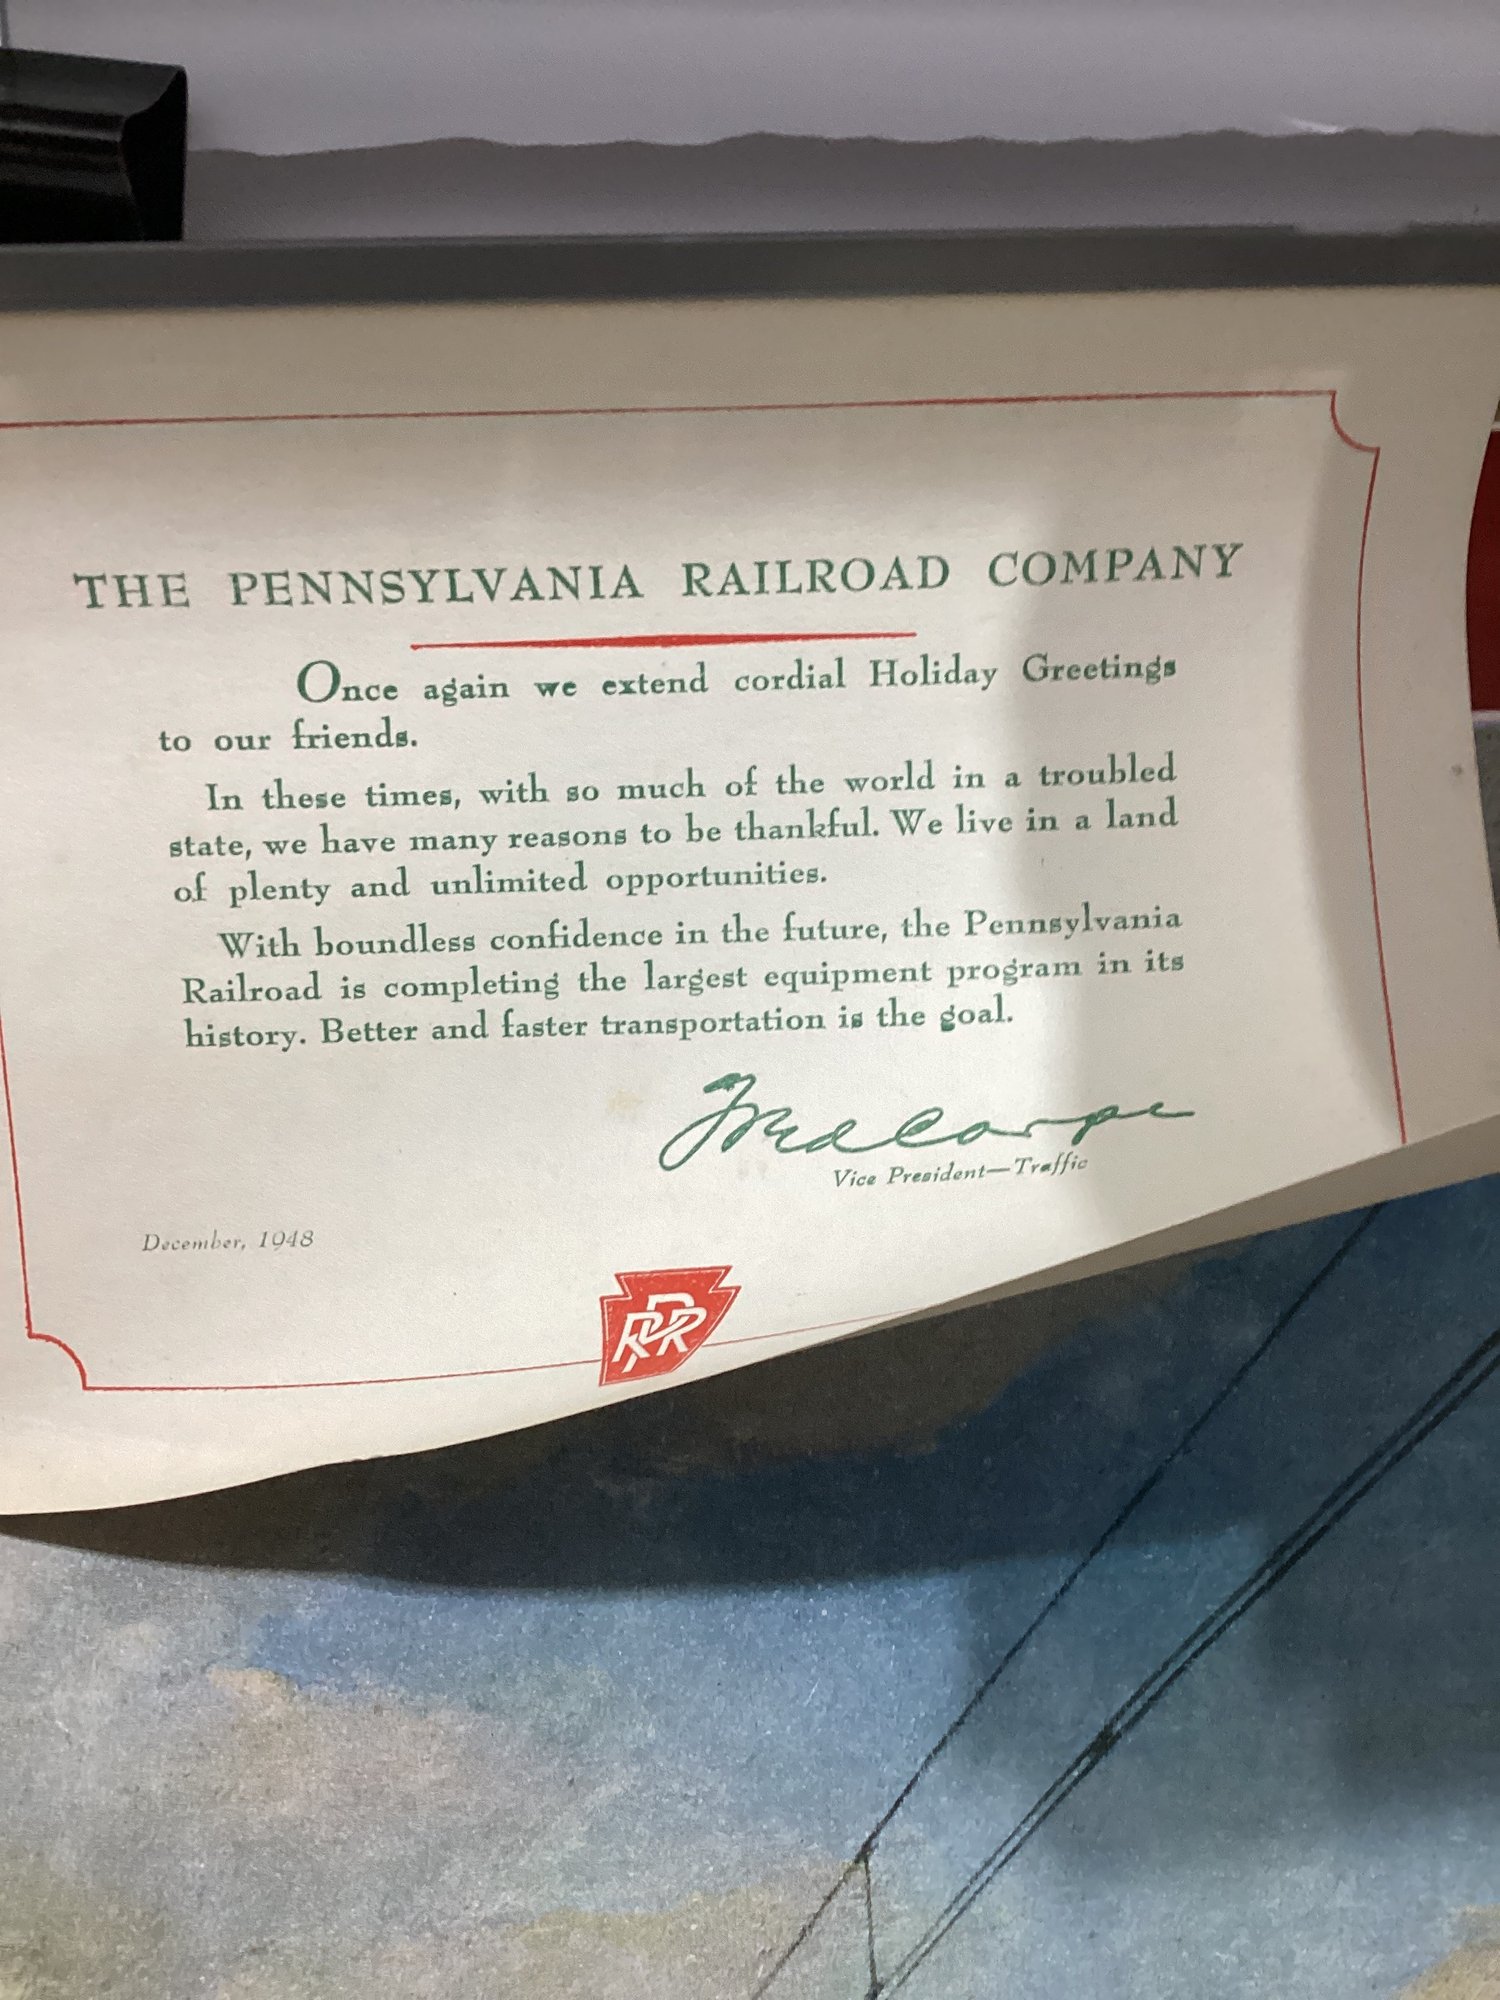 THE PENNSYLVANIA RAILROAD COMPANY
Once again we extend cordial Holiday Greetings
to our friends.
In these times, with so much of the world in a troubled
state, we have many reasons to be thankful. We live in a land
of plenty and unlimited opportunities.
With boundless confidence in the future, the Pennsylvania
Railroad is completing the largest equipment program in its
history. Better and faster transportation is the goal.
Fred Carpi
Vice President—Traffic
December, 1948
PRR